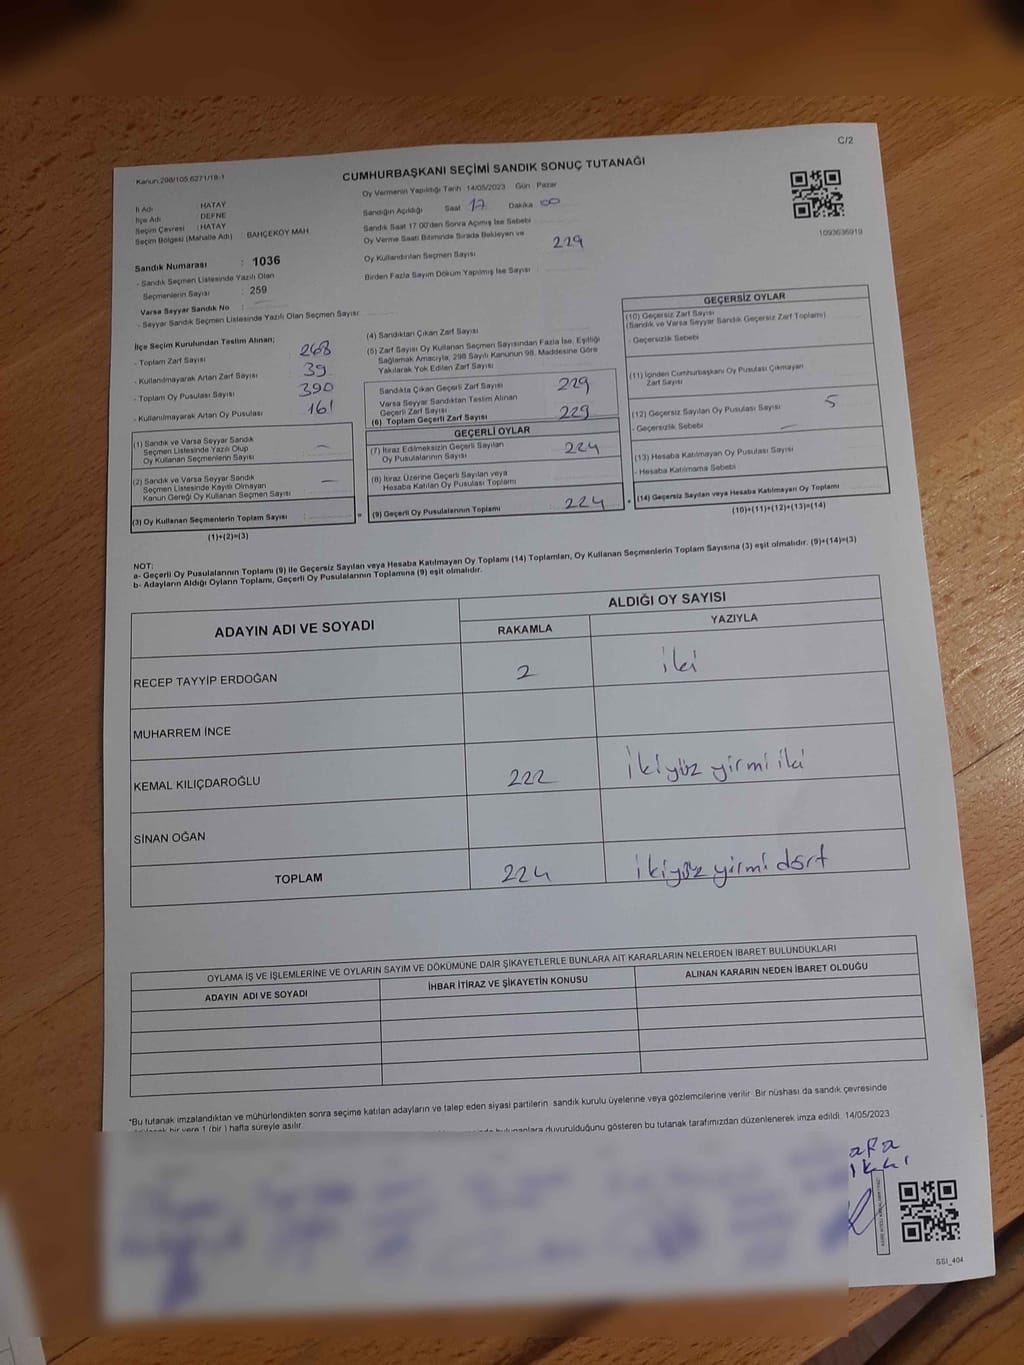 C/2
Kanun:298/105,6271/18-1
CUMHURBAŞKANI SEÇİMİ SANDIK SONUÇ TUTANAĞI
Oy Vermenin Yapıldığı Tarih 14/05/2023 Gün : Pazar
İl Adı : HATAY
İlçe Adı : DEFNE
Seçim Çevresi : HATAY
Seçim Bölgesi (Mahalle Adı) : BAHÇEKÖY MAH.
Sandığın Açıldığı Saat 17 Dakika 00
Sandık Saat 17:00'den Sonra Açımış İse Sebebi
Oy Verme Saati Bitiminde Sırada Bekleyen ve
Oy Kullandırılan Seçmen Sayısı 229
Birden Fazla Sayım Döküm Yapılmış İse Sayısı
1093636919
Sandık Numarası : 1036
- Sandık Seçmen Listesinde Yazılı Olan
Seçmenlerin Sayısı : 259
Varsa Seyyar Sandık No :
- Seyyar Sandık Seçmen Listesinde Yazılı Olan Seçmen Sayısı:
İlçe Seçim Kurulundan Teslim Alınan;
- Toplam Zarf Sayısı : 268
- Kullanılmayarak Artan Zarf Sayısı : 39
- Toplam Oy Pusulası Sayısı : 390
- Kullanılmayarak Artan Oy Pusulası : 161
(1) Sandık ve Varsa Seyyar Sandık
Seçmen Listesinde Yazılı Olup
Oy Kullanan Seçmenlerin Sayısı : –
(2) Sandık ve Varsa Seyyar Sandık
Seçmen Listesinde Kayıtlı Olmayan
Kanun Gereği Oy Kullanan Seçmen Sayısı : –
(3) Oy Kullanan Seçmenlerin Toplam Sayısı :
(1)+(2)=(3)
(4) Sandıktan Çıkan Zarf Sayısı
(5) Zarf Sayısı Oy Kullanan Seçmen Sayısından Fazla İse, Eşitliği
Sağlamak Amacıyla, 298 Sayılı Kanunun 98. Maddesine Göre
Yakılarak Yok Edilen Zarf Sayısı
Sandıkta Çıkan Geçerli Zarf Sayısı 229
Varsa Seyyar Sandıktan Teslim Alınan
Geçerli Zarf Sayısı
(6) Toplam Geçerli Zarf Sayısı 229
GEÇERLİ OYLAR
(7) İtiraz Edilmeksizin Geçerli Sayılan
Oy Pusulalarının Sayısı 224
(8) İtiraz Üzerine Geçerli Sayılan veya
Hesaba Katılan Oy Pusulası Toplamı
= (9) Geçerli Oy Pusulalarının Toplamı 224
GEÇERSİZ OYLAR
(10) Geçersiz Zarf Sayısı
(Sandık ve Varsa Seyyar Sandık Geçersiz Zarf Toplamı)
- Geçersizlik Sebebi
(11) İçinden Cumhurbaşkanı Oy Pusulası Çıkmayan
Zarf Sayısı
(12) Geçersiz Sayılan Oy Pusulası Sayısı 5
- Geçersizlik Sebebi –
(13) Hesaba Katılmayan Oy Pusulası Sayısı
- Hesaba Katılmama Sebebi
+ (14) Geçersiz Sayılan veya Hesaba Katılmayan Oy Toplamı
(10)+(11)+(12)+(13)=(14)
NOT:
a- Geçerli Oy Pusulalarının Toplamı (9) ile Geçersiz Sayılan veya Hesaba Katılmayan Oy Toplamı (14) Toplamları, Oy Kullanan Seçmenlerin Toplam Sayısına (3) eşit olmalıdır. (9)+(14)=(3)
b- Adayların Aldığı Oyların Toplamı, Geçerli Oy Pusulalarının Toplamına (9) eşit olmalıdır.
ADAYIN ADI VE SOYADI
ALDIĞI OY SAYISI
RAKAMLA YAZIYLA
RECEP TAYYİP ERDOĞAN 2 iki
MUHARREM İNCE
KEMAL KILIÇDAROĞLU 222 ikiyüz yirmi iki
SİNAN OĞAN
TOPLAM 224 ikiyüz yirmi dört
OYLAMA İŞ VE İŞLEMLERİNE VE OYLARIN SAYIM VE DÖKÜMÜNE DAİR ŞİKAYETLERLE BUNLARA AİT KARARLARIN NELERDEN İBARET BULUNDUKLARI
ADAYIN ADI VE SOYADI İHBAR İTİRAZ VE ŞİKAYETİN KONUSU ALINAN KARARIN NEDEN İBARET OLDUĞU
*Bu tutanak imzalandıktan ve mühürlendikten sonra seçime katılan adayların ve talep eden siyasi partilerin sandık kurulu üyelerine veya gözlemcilerine verilir. Bir nüshası da sandık çevresinde
bir yere 1 (bir) hafta süreyle asılır.
duyurulduğunu gösteren bu tutanak tarafımızdan düzenlenerek imza edildi. 14/05/2023
SSI_404